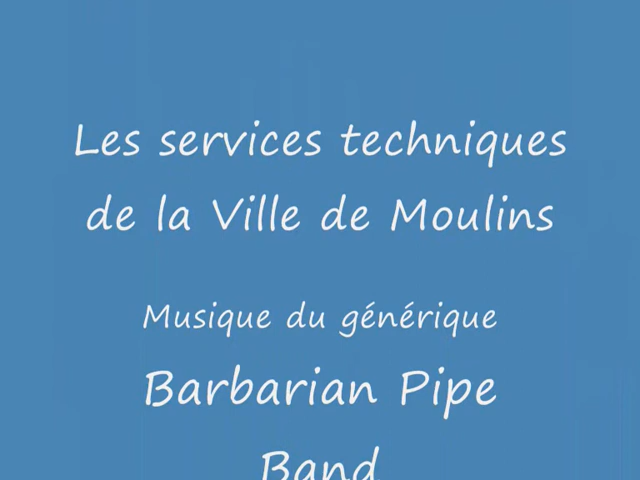 Les services techniques
de la Ville de Moulins
Musique du générique
Barbarian Pipe
Band